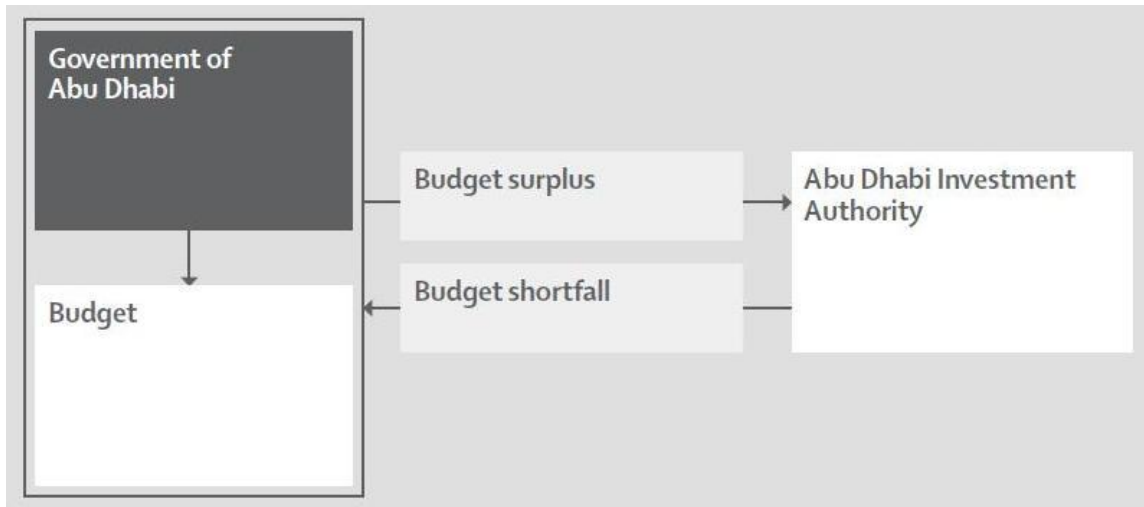 Government of
Abu Dhabi
Budget surplus
Abu Dhabi Investment
Authority
Budget shortfall
Budget